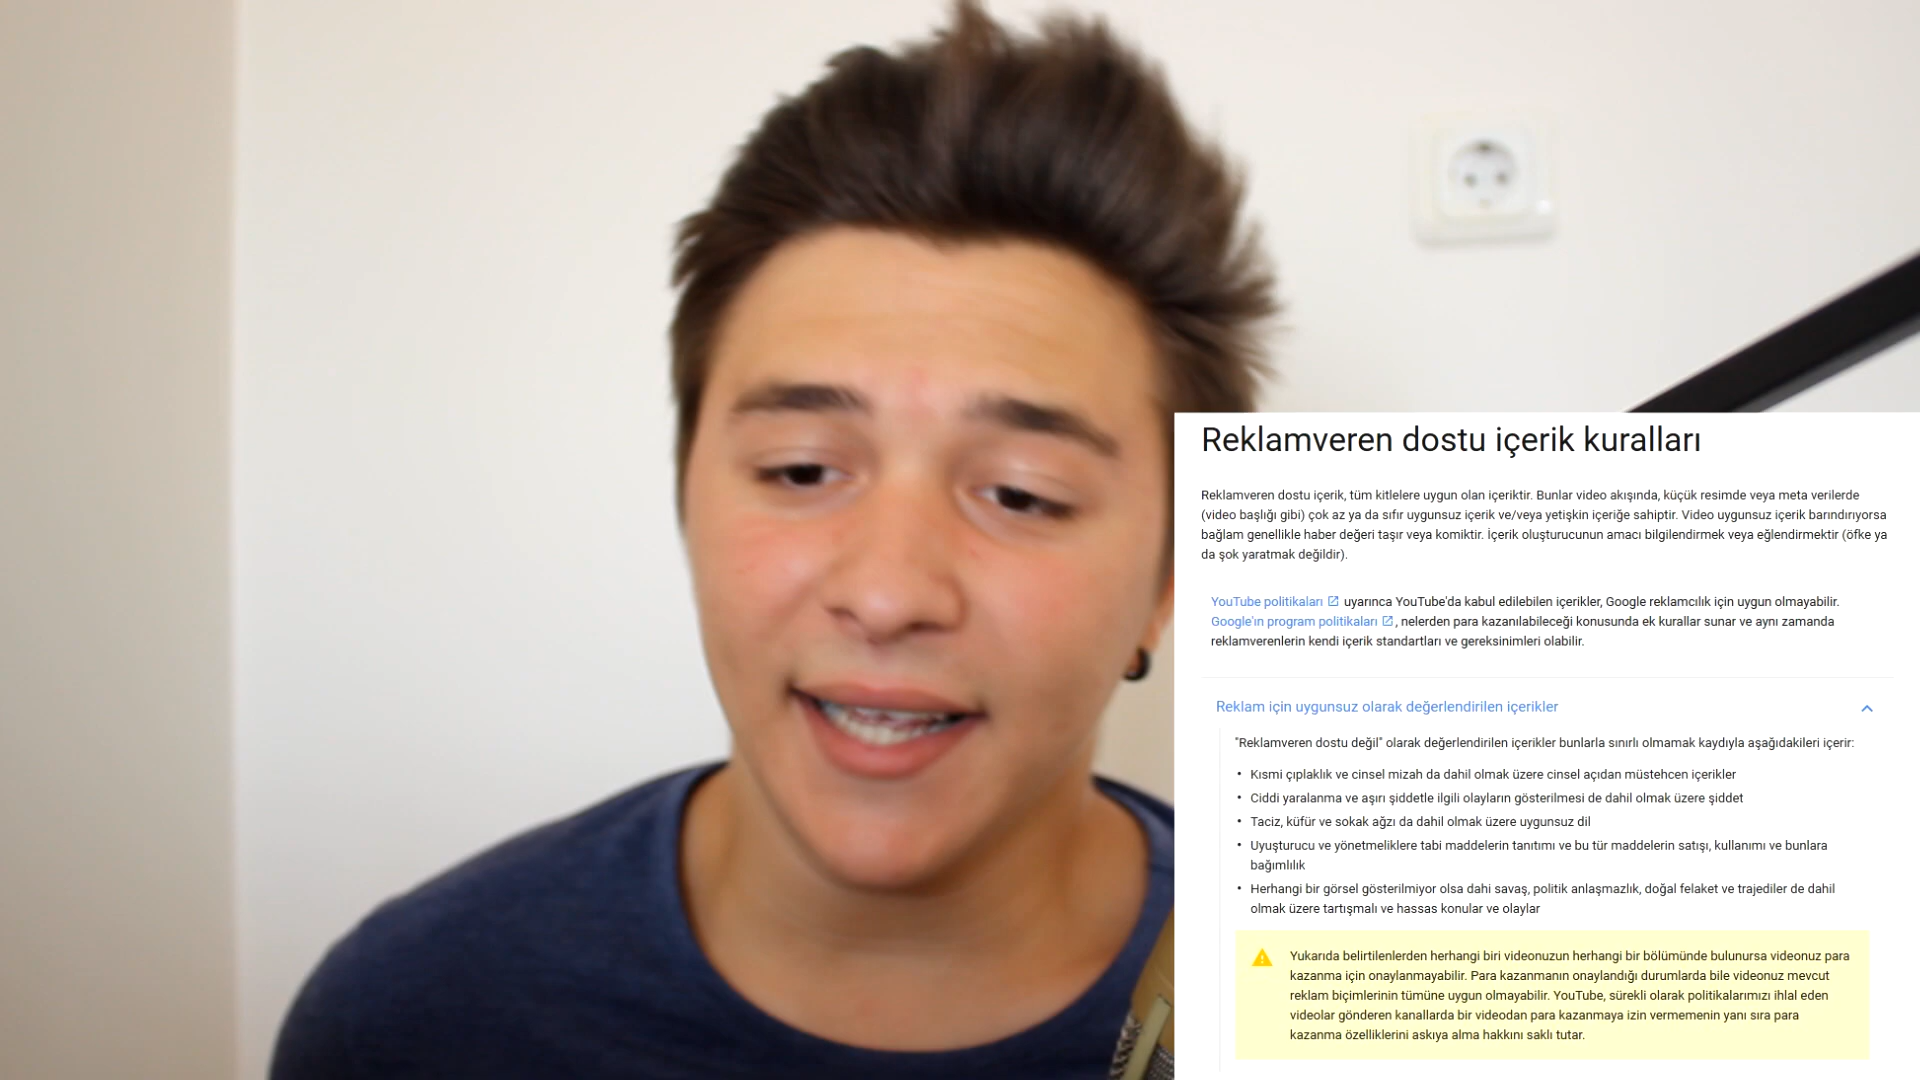 Reklamveren dostu içerik kuralları
Reklamveren dostu içerik, tüm kitlelere uygun olan içeriktir. Bunlar video akışında, küçük resimde veya meta verilerde
(video başlığı gibi) çok az ya da sıfır uygunsuz içerik ve/veya yetişkin içeriğe sahiptir. Video uygunsuz içerik barındırıyorsa
bağlam genellikle haber değeri taşır veya komiktir. İçerik oluşturucunun amacı bilgilendirmek veya eğlendirmektir (öfke ya
da şok yaratmak değildir).
YouTube politikaları uyarınca YouTube'da kabul edilebilen içerikler, Google reklamcılık için uygun olmayabilir.
Google'ın program politikaları , nelerden para kazanılabileceği konusunda ek kurallar sunar ve aynı zamanda
reklamverenlerin kendi içerik standartları ve gereksinimleri olabilir.
Reklam için uygunsuz olarak değerlendirilen içerikler
"Reklamveren dostu değil" olarak değerlendirilen içerikler bunlarla sınırlı olmamak kaydıyla aşağıdakileri içerir:
• Kısmi çıplaklık ve cinsel mizah da dahil olmak üzere cinsel açıdan müstehcen içerikler
• Ciddi yaralanma ve aşırı şiddetle ilgili olayların gösterilmesi de dahil olmak üzere şiddet
• Taciz, küfür ve sokak ağzı da dahil olmak üzere uygunsuz dil
• Uyuşturucu ve yönetmeliklere tabi maddelerin tanıtımı ve bu tür maddelerin satışı, kullanımı ve bunlara
bağımlılık
• Herhangi bir görsel gösterilmiyor olsa dahi savaş, politik anlaşmazlık, doğal felaket ve trajediler de dahil
olmak üzere tartışmalı ve hassas konular ve olaylar
Yukarıda belirtilenlerden herhangi biri videonuzun herhangi bir bölümünde bulunursa videonuz para
kazanma için onaylanmayabilir. Para kazanmanın onaylandığı durumlarda bile videonuz mevcut
reklam biçimlerinin tümüne uygun olmayabilir. YouTube, sürekli olarak politikalarımızı ihlal eden
videolar gönderen kanallarda bir videodan para kazanmaya izin vermemenin yanı sıra para
kazanma özelliklerini askıya alma hakkını saklı tutar.